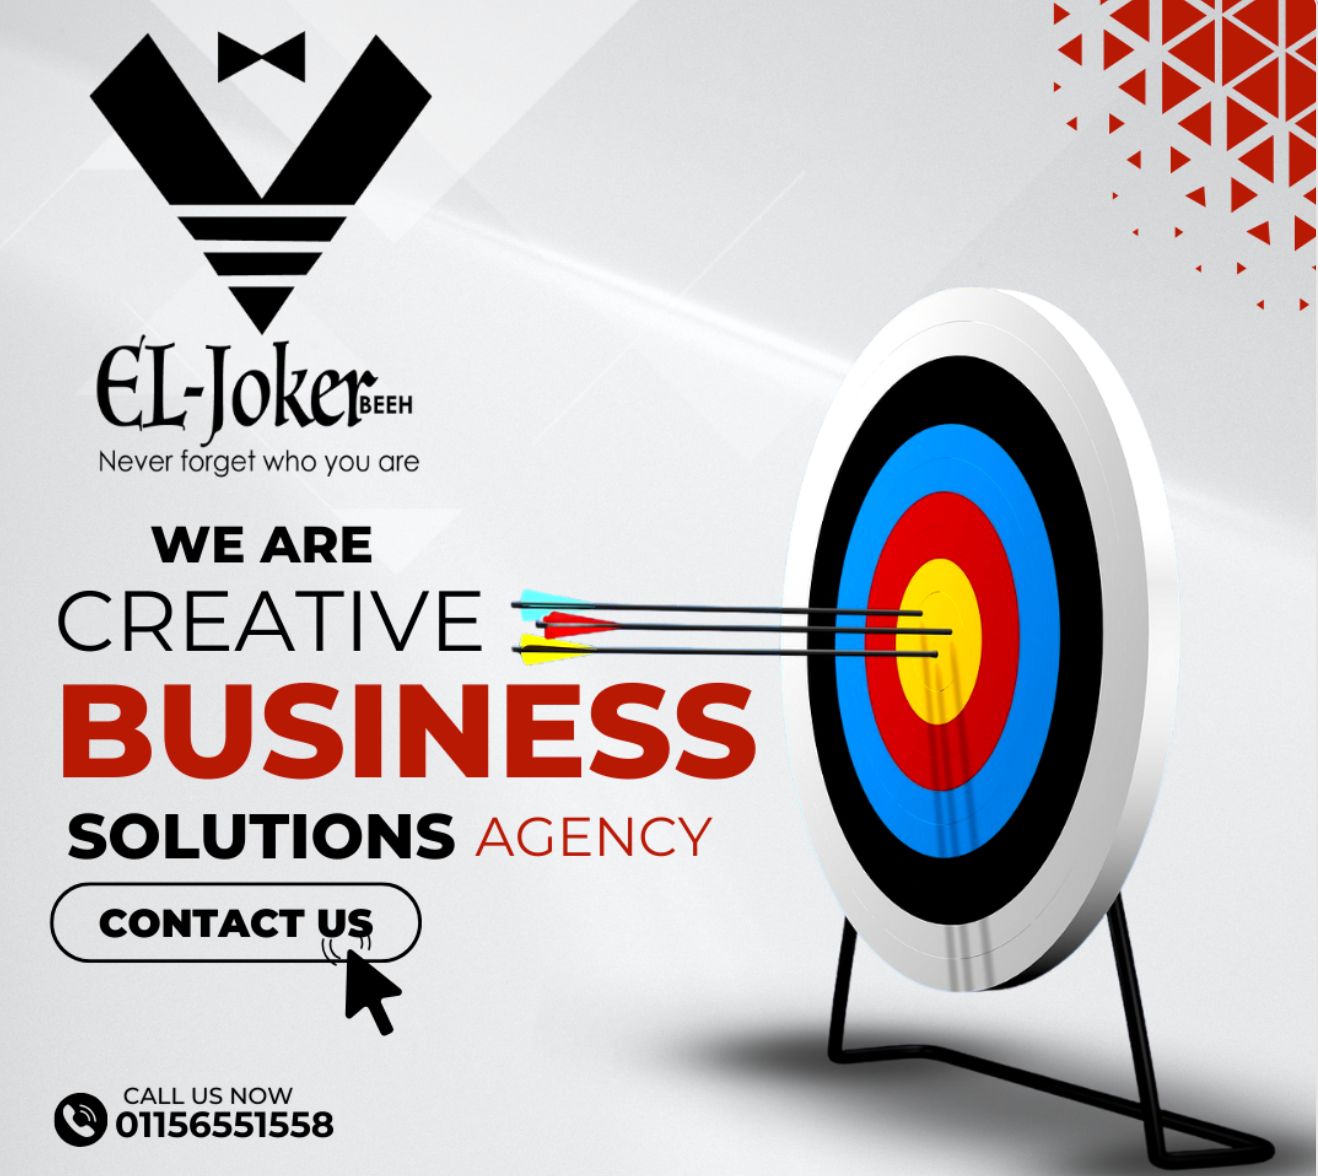 EL-Joker BEEH
Never forget who you are
WE ARE
CREATIVE
BUSINESS
SOLUTIONS AGENCY
CONTACT US
CALL US NOW
01156551558